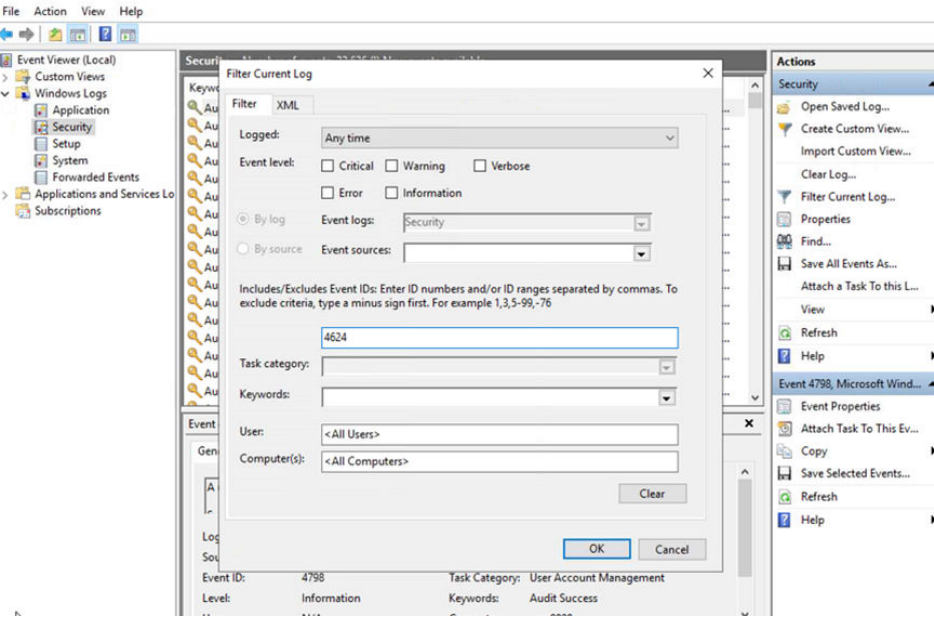 File Action View Help
Event Viewer (Local)
Custom Views
Windows Logs
Application
Security
Setup
System
Forwarded Events
Applications and Services Lo
Subscriptions
Filter Current Log
Filter XML
Logged: Any time
Event level: Critical Warning Verbose
Error Information
By log Event logs: Security
By source Event sources:
Includes/Excludes Event IDs: Enter ID numbers and/or ID ranges separated by commas. To
exclude criteria, type a minus sign first. For example 1,3,5-99,-76
4624
Task category:
Keywords:
User: <All Users>
Computer(s): <All Computers>
Clear
OK Cancel
Event
Gen
A
Log
Sou
Event ID: 4798 Task Category: User Account Management
Level: Information Keywords: Audit Success
Actions
Security
Open Saved Log...
Create Custom View...
Import Custom View...
Clear Log...
Filter Current Log...
Properties
Find...
Save All Events As...
Attach a Task To this L...
View
Refresh
Help
Event 4798, Microsoft Wind...
Event Properties
Attach Task To This Ev...
Copy
Save Selected Events...
Refresh
Help